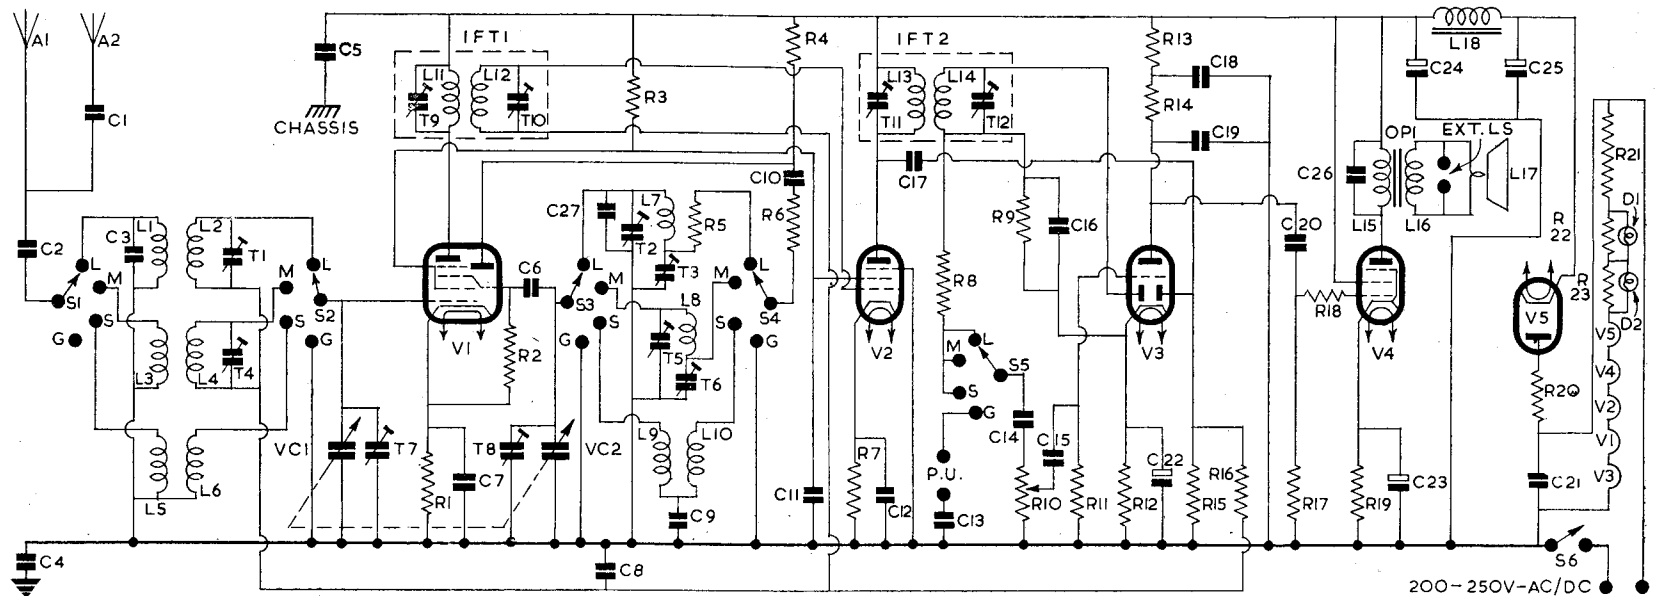 A1
A2
C1
C2
C5
CHASSIS
IFT1
L11
T9
L12
T10
R3
R4
IFT2
L13
T11
L14
T12
R13
C18
R14
C19
L18
C24
C25
OP1
EXT. LS
C26
L15
L16
L17
R21
D1
D2
R 22
R 23
C17
C10
R6
C27
L7
T2
R5
T3
C3
L1
L2
T1
L
M
S
G
S1
L
M
S
G
S2
L3
L4
T4
L5
L6
V1
C6
R2
L
M
S
G
S3
L8
T5
T6
L
M
S
G
S4
VC1
T7
R1
C7
T8
VC2
L9
L10
C9
C11
V2
R7
C12
R8
R9
C16
L
M
S
G
S5
P.U.
C13
C14
C15
R10
R11
V3
R12
C22
R15
R16
C20
R18
R17
V4
R19
C23
V5
R20
C21
V5
V4
V2
V1
V3
S6
C4
C8
200-250V-AC/DC